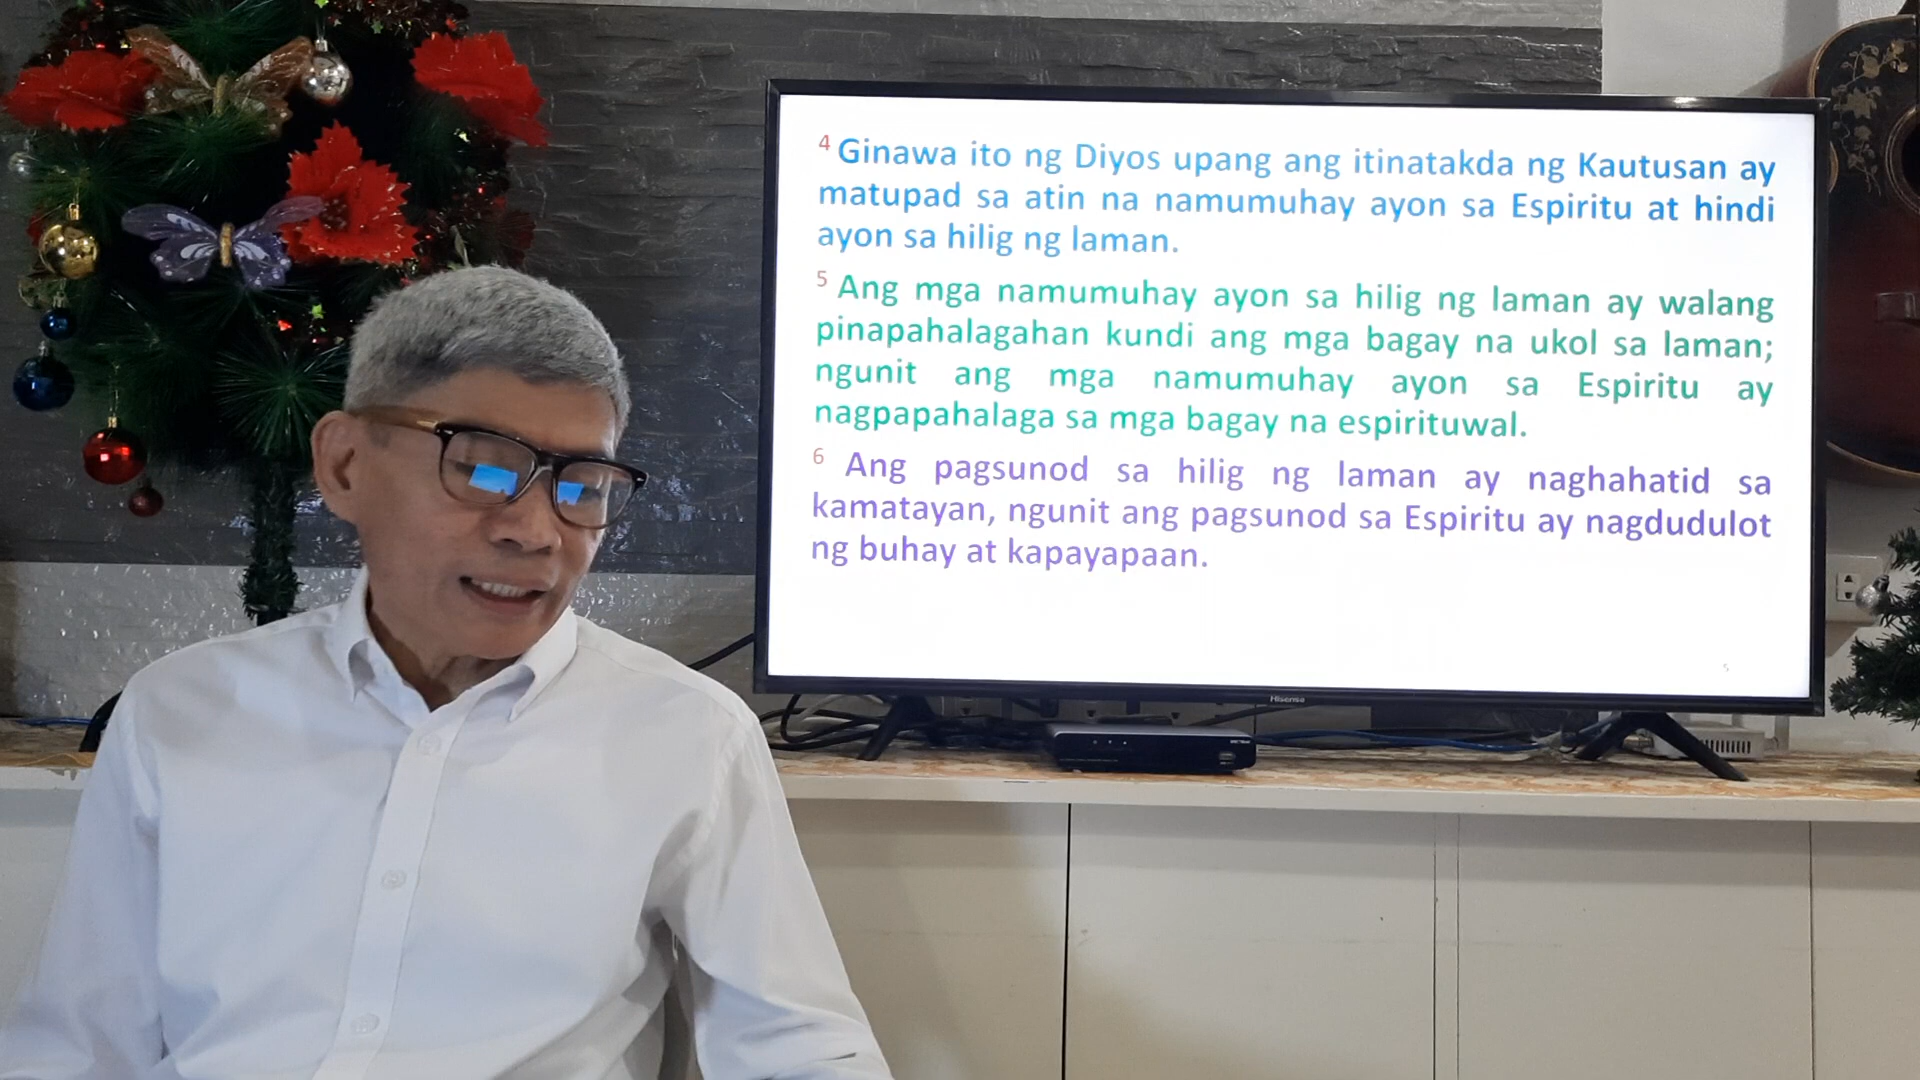 4 Ginawa ito ng Diyos upang ang itinatakda ng Kautusan ay
matupad sa atin na namumuhay ayon sa Espiritu at hindi
ayon sa hilig ng laman.
5 Ang mga namumuhay ayon sa hilig ng laman ay walang
pinapahalagahan kundi ang mga bagay na ukol sa laman;
ngunit ang mga namumuhay ayon sa Espiritu ay
nagpapahalaga sa mga bagay na espirituwal.
6 Ang pagsunod sa hilig ng laman ay naghahatid sa
kamatayan, ngunit ang pagsunod sa Espiritu ay nagdudulot
ng buhay at kapayapaan.
Hisense